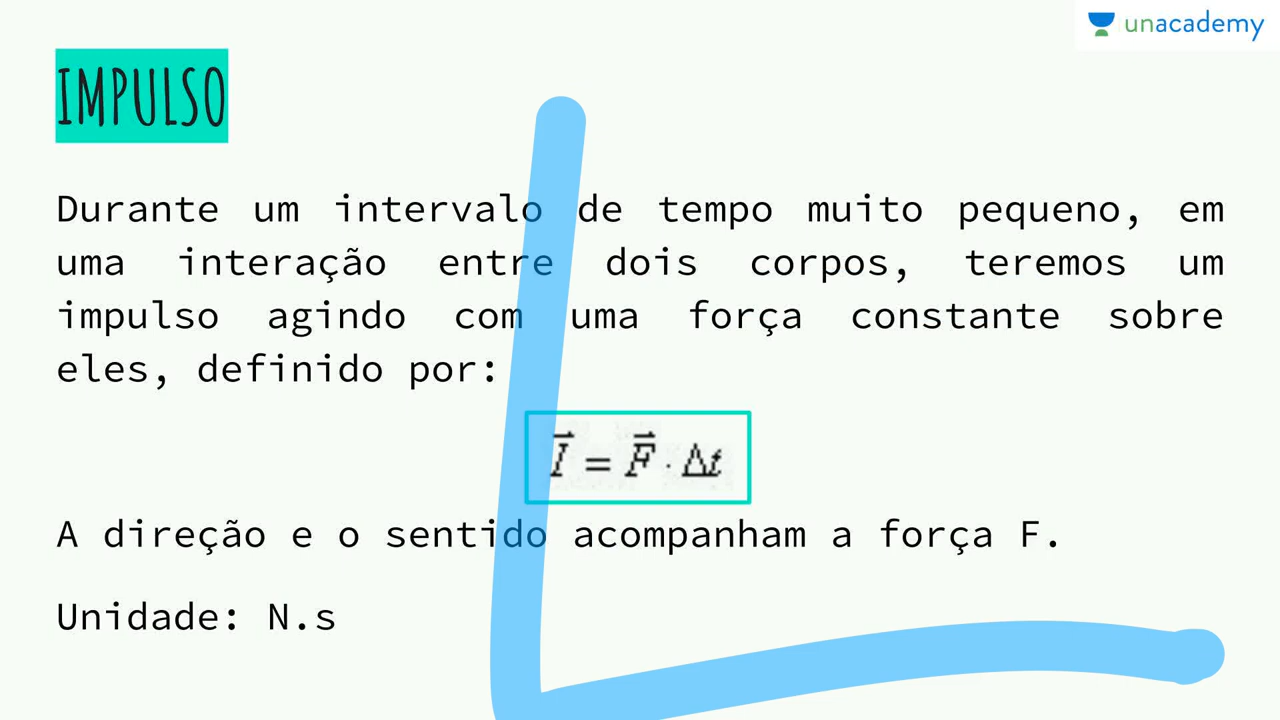 unacademy
IMPULSO
Durante um intervalo de tempo muito pequeno, em
uma interação entre dois corpos, teremos um
impulso agindo com uma força constante sobre
eles, definido por:
I⃗ = F⃗ · Δt
A direção e o sentido acompanham a força F.
Unidade: N.s